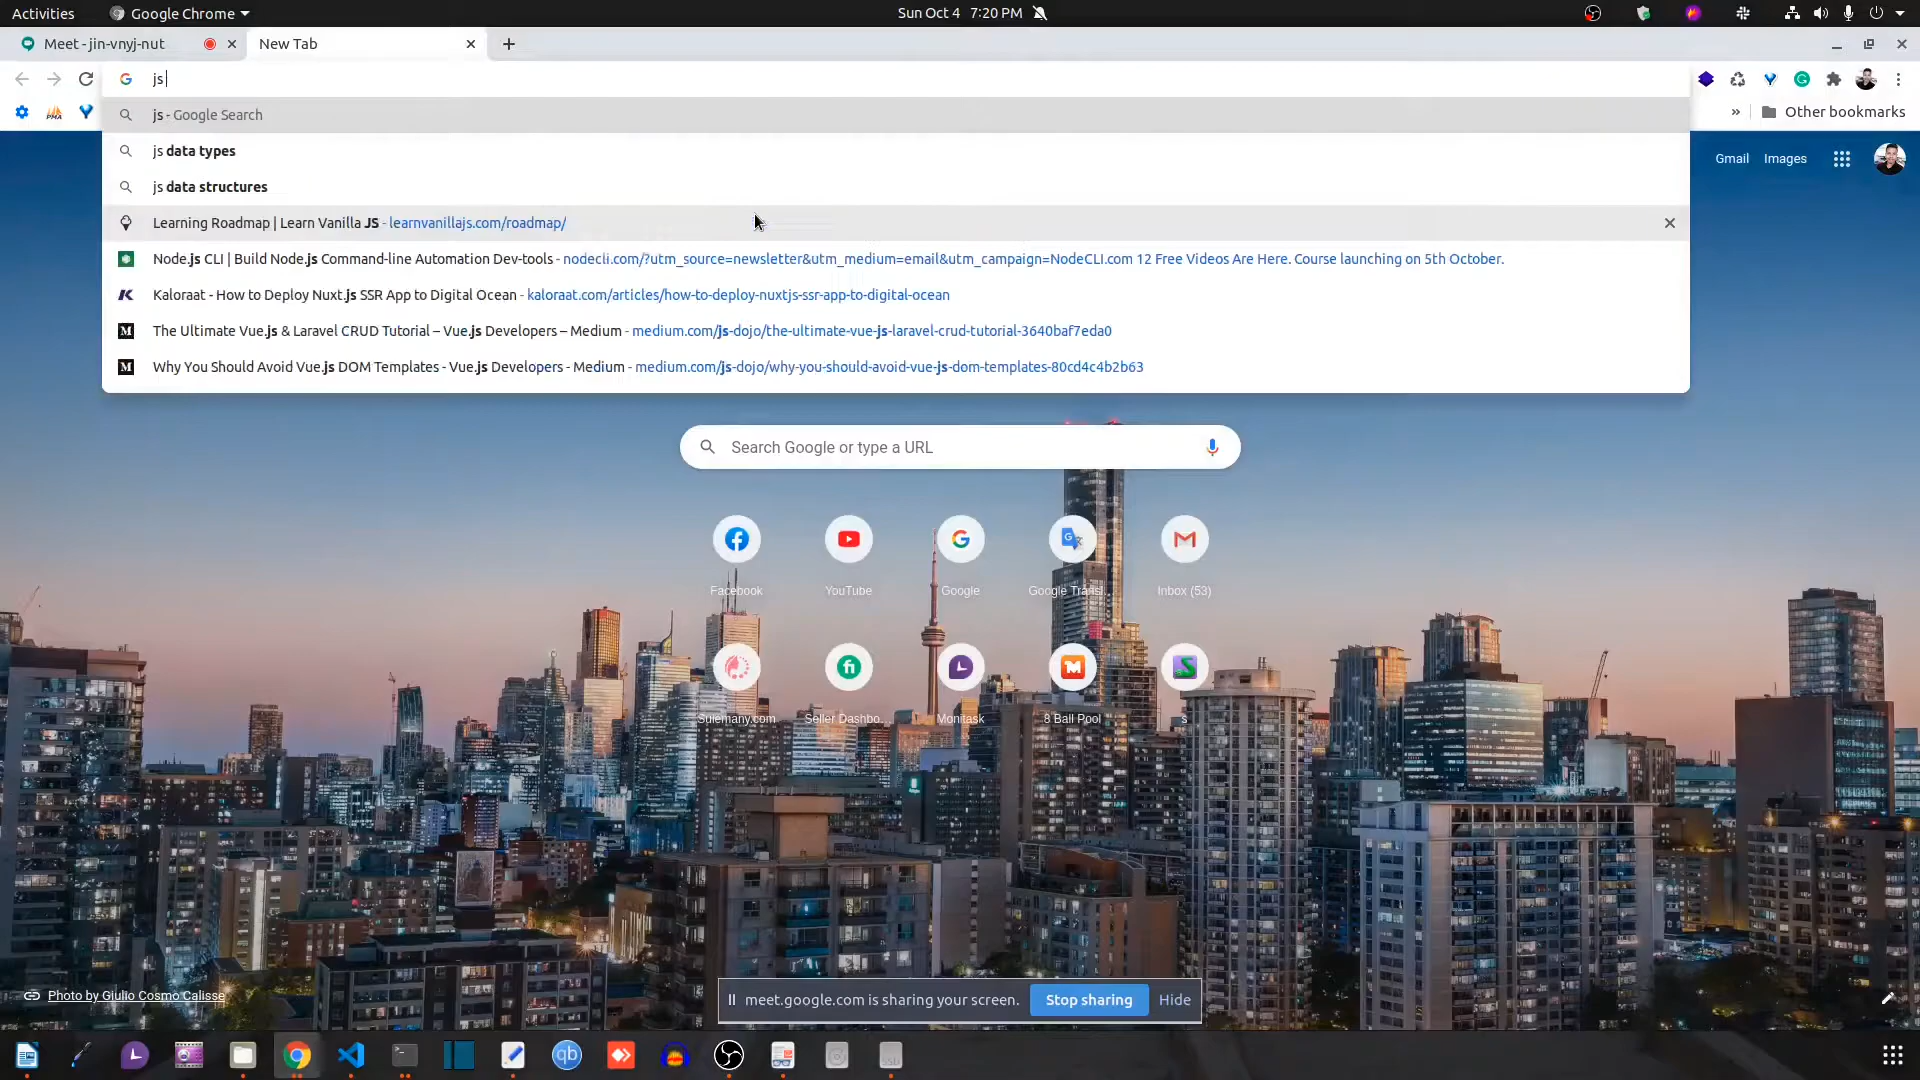 Activities
Google Chrome
Sun Oct 4 7:20 PM
Meet - jin-vnyj-nut
New Tab
js
js - Google Search
js data types
js data structures
Learning Roadmap | Learn Vanilla JS - learnvanillajs.com/roadmap/
Node.js CLI | Build Node.js Command-line Automation Dev-tools - nodecli.com/?utm_source=newsletter&utm_medium=email&utm_campaign=NodeCLI.com 12 Free Videos Are Here. Course launching on 5th October.
Kaloraat - How to Deploy Nuxt.js SSR App to Digital Ocean - kaloraat.com/articles/how-to-deploy-nuxtjs-ssr-app-to-digital-ocean
The Ultimate Vue.js & Laravel CRUD Tutorial – Vue.js Developers – Medium - medium.com/js-dojo/the-ultimate-vue-js-laravel-crud-tutorial-3640baf7eda0
Why You Should Avoid Vue.js DOM Templates - Vue.js Developers - Medium - medium.com/js-dojo/why-you-should-avoid-vue-js-dom-templates-80cd4c4b2b63
PMA
» Other bookmarks
Gmail Images
Search Google or type a URL
Facebook YouTube Google Google Transl... Inbox (53)
Sulemany.com Seller Dashbo... Monitask 8 Ball Pool s
Photo by Giulio Cosmo Calisse
meet.google.com is sharing your screen. Stop sharing Hide
qb